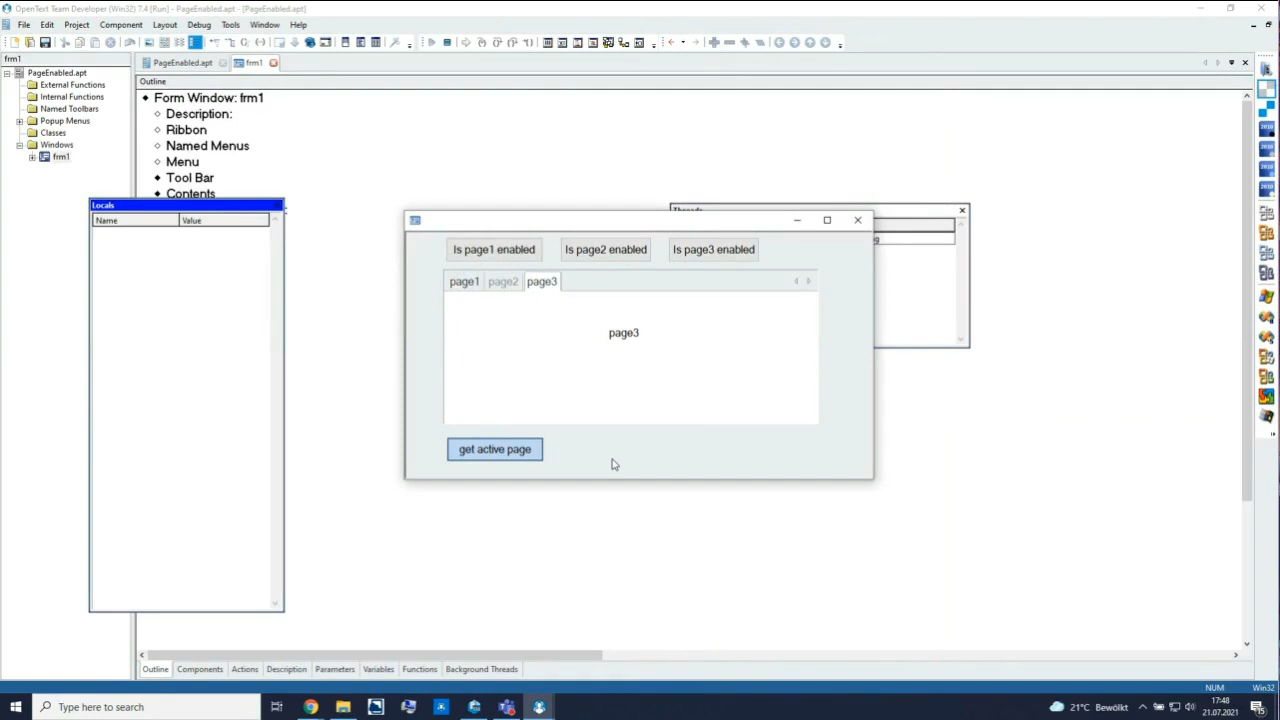 OpenText Team Developer (Win32) 7.4 [Run] - PageEnabled.apt - [PageEnabled.apt]
File Edit Project Component Layout Debug Tools Window Help
frm1
PageEnabled.apt
External Functions
Internal Functions
Named Toolbars
Popup Menus
Classes
Windows
frm1
PageEnabled.apt frm1
Outline
Form Window: frm1
Description:
Ribbon
Named Menus
Menu
Tool Bar
Contents
Locals
Name Value
Is page1 enabled Is page2 enabled Is page3 enabled
page1 page2 page3
page3
get active page
Outline Components Actions Description Parameters Variables Functions Background Threads
NUM Win32
Type here to search
21°C Bewölkt
17:48
21.07.2021